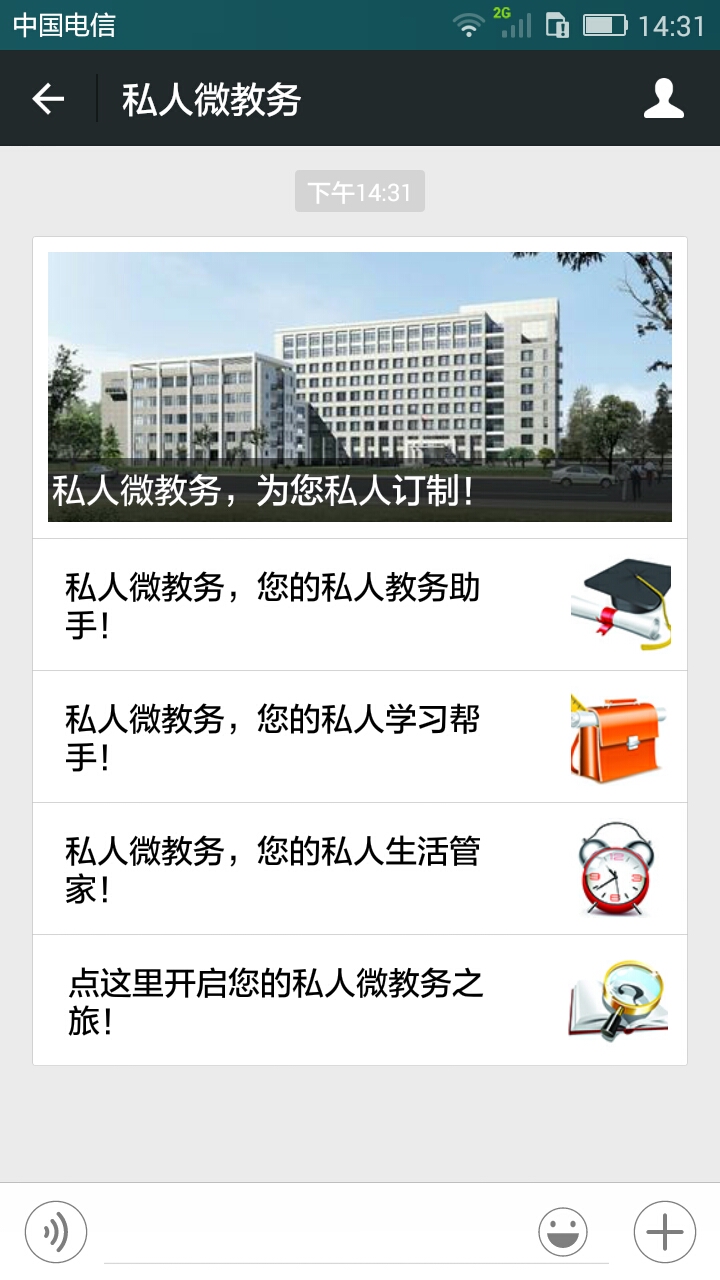 中国电信 2G 14:31
私人微教务
下午14:31
私人微教务，为您私人订制！
私人微教务，您的私人教务助
手！
私人微教务，您的私人学习帮
手！
私人微教务，您的私人生活管
家！
点这里开启您的私人微教务之
旅！